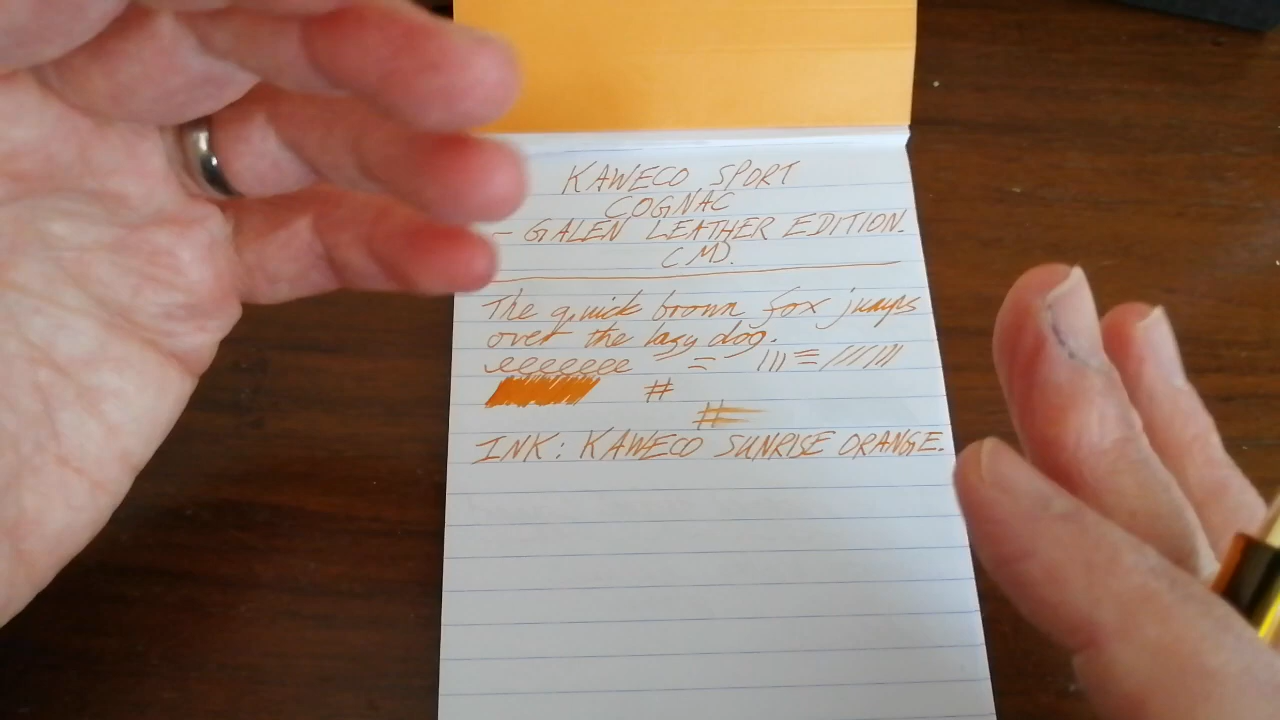 KAWECO SPORT
COGNAC
- GALEN LEATHER EDITION.
(M).
The quick brown fox jumps
over the lazy dog.
eeeeeeee = ||| ≡ //////
# 
#
INK: KAWECO SUNRISE ORANGE.